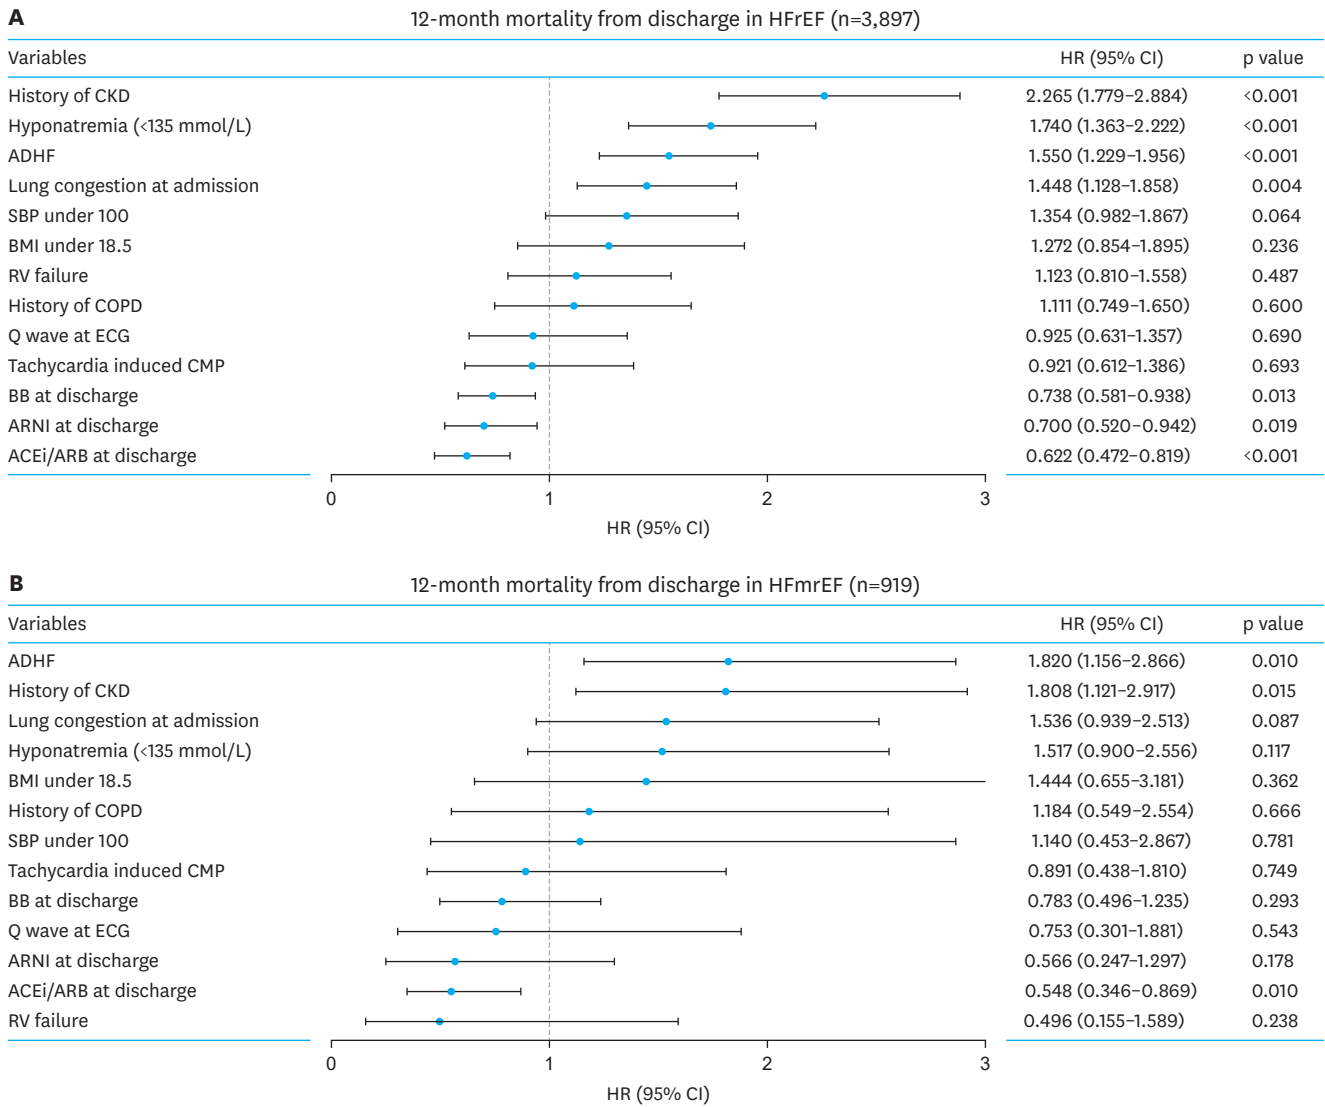 A
12-month mortality from discharge in HFrEF (n=3,897)
Variables HR (95% CI) p value
History of CKD 2.265 (1.779–2.884) <0.001
Hyponatremia (<135 mmol/L) 1.740 (1.363–2.222) <0.001
ADHF 1.550 (1.229–1.956) <0.001
Lung congestion at admission 1.448 (1.128–1.858) 0.004
SBP under 100 1.354 (0.982–1.867) 0.064
BMI under 18.5 1.272 (0.854–1.895) 0.236
RV failure 1.123 (0.810–1.558) 0.487
History of COPD 1.111 (0.749–1.650) 0.600
Q wave at ECG 0.925 (0.631–1.357) 0.690
Tachycardia induced CMP 0.921 (0.612–1.386) 0.693
BB at discharge 0.738 (0.581–0.938) 0.013
ARNI at discharge 0.700 (0.520–0.942) 0.019
ACEi/ARB at discharge 0.622 (0.472–0.819) <0.001
0 1 2 3
HR (95% CI)
B
12-month mortality from discharge in HFmrEF (n=919)
Variables HR (95% CI) p value
ADHF 1.820 (1.156–2.866) 0.010
History of CKD 1.808 (1.121–2.917) 0.015
Lung congestion at admission 1.536 (0.939–2.513) 0.087
Hyponatremia (<135 mmol/L) 1.517 (0.900–2.556) 0.117
BMI under 18.5 1.444 (0.655–3.181) 0.362
History of COPD 1.184 (0.549–2.554) 0.666
SBP under 100 1.140 (0.453–2.867) 0.781
Tachycardia induced CMP 0.891 (0.438–1.810) 0.749
BB at discharge 0.783 (0.496–1.235) 0.293
Q wave at ECG 0.753 (0.301–1.881) 0.543
ARNI at discharge 0.566 (0.247–1.297) 0.178
ACEi/ARB at discharge 0.548 (0.346–0.869) 0.010
RV failure 0.496 (0.155–1.589) 0.238
0 1 2 3
HR (95% CI)